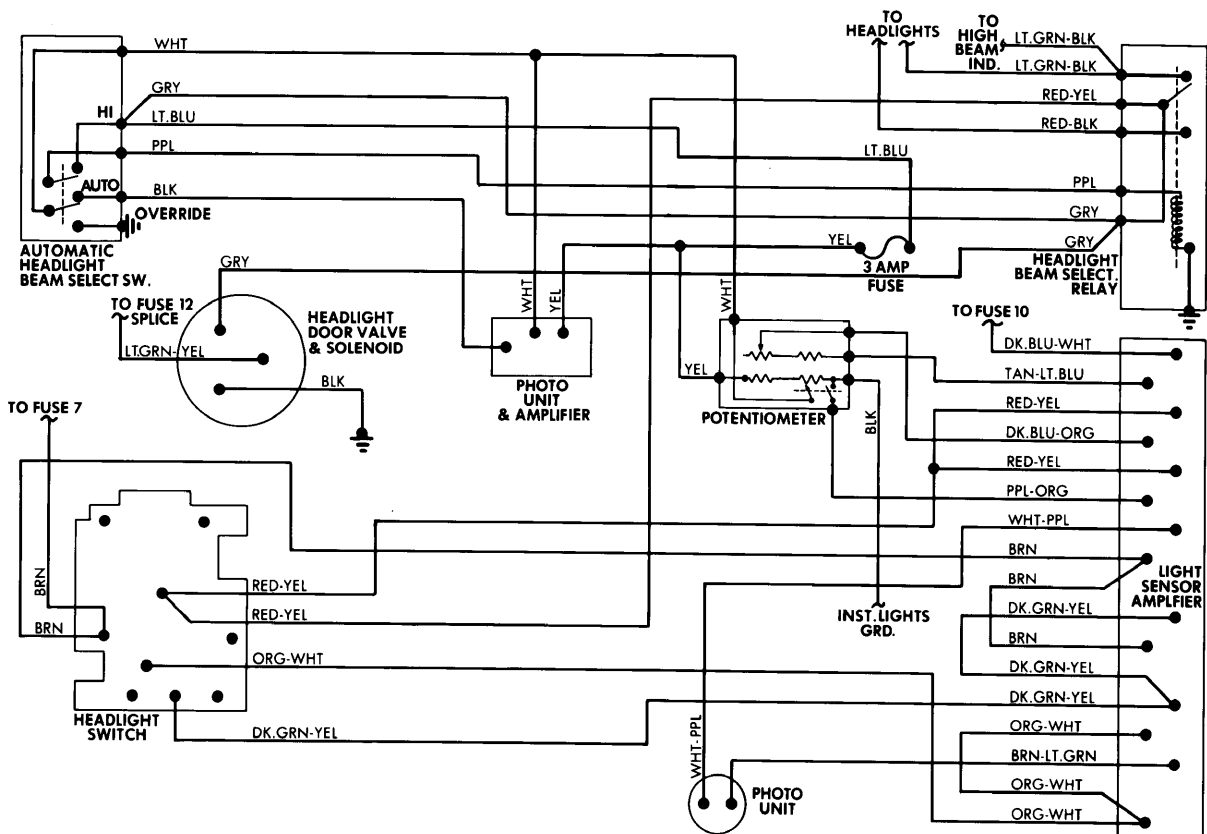 WHT
TO
HEADLIGHTS
TO
HIGH
BEAM
IND.
LT.GRN-BLK
LT.GRN-BLK
GRY
RED-YEL
HI
LT.BLU
RED-BLK
PPL
LT.BLU
AUTO
BLK
PPL
OVERRIDE
GRY
AUTOMATIC
HEADLIGHT
BEAM SELECT SW.
YEL
3 AMP
FUSE
GRY
HEADLIGHT
BEAM SELECT.
RELAY
GRY
TO FUSE 12
SPLICE
HEADLIGHT
DOOR VALVE
& SOLENOID
WHT
YEL
WHT
TO FUSE 10
LT.GRN-YEL
DK.BLU-WHT
BLK
PHOTO
UNIT
& AMPLIFIER
YEL
TAN-LT.BLU
TO FUSE 7
POTENTIOMETER
BLK
RED-YEL
DK.BLU-ORG
RED-YEL
PPL-ORG
WHT-PPL
BRN
BRN
LIGHT
SENSOR
AMPLFIER
BRN
RED-YEL
DK.GRN-YEL
INST.LIGHTS
GRD.
BRN
RED-YEL
BRN
ORG-WHT
DK.GRN-YEL
DK.GRN-YEL
HEADLIGHT
SWITCH
DK.GRN-YEL
WHT-PPL
ORG-WHT
BRN-LT.GRN
PHOTO
UNIT
ORG-WHT
ORG-WHT